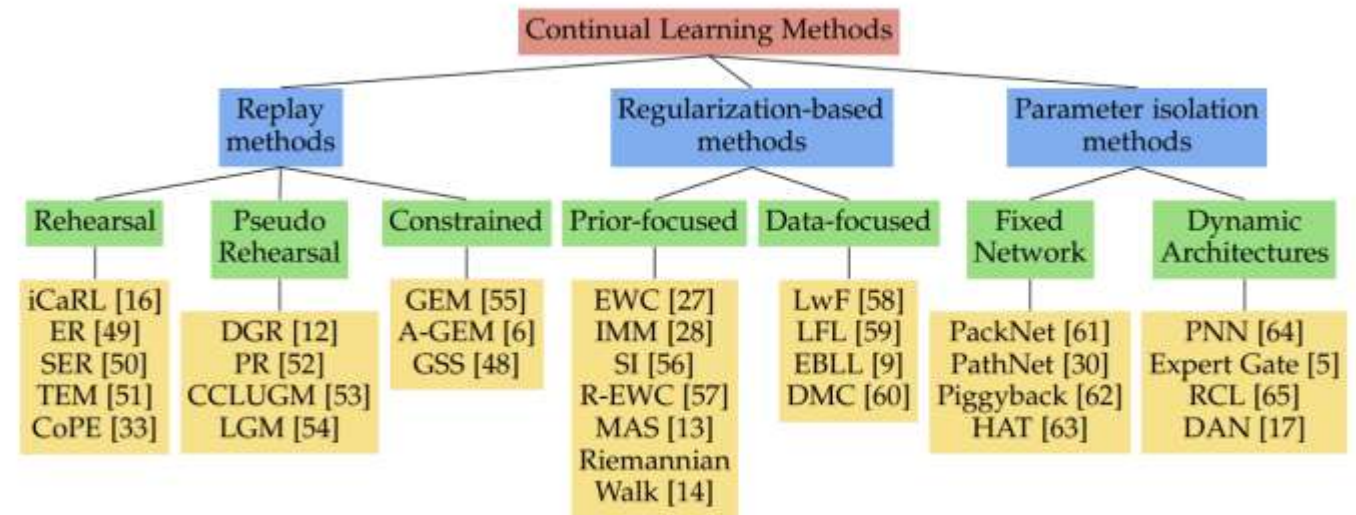 Continual Learning Methods
Replay
methods
Regularization-based
methods
Parameter isolation
methods
Rehearsal
Pseudo
Rehearsal
Constrained
Prior-focused
Data-focused
Fixed
Network
Dynamic
Architectures
iCaRL [16]
ER [49]
SER [50]
TEM [51]
CoPE [33]
DGR [12]
PR [52]
CCLUGM [53]
LGM [54]
GEM [55]
A-GEM [6]
GSS [48]
EWC [27]
IMM [28]
SI [56]
R-EWC [57]
MAS [13]
Riemannian
Walk [14]
LwF [58]
LFL [59]
EBLL [9]
DMC [60]
PackNet [61]
PathNet [30]
Piggyback [62]
HAT [63]
PNN [64]
Expert Gate [5]
RCL [65]
DAN [17]